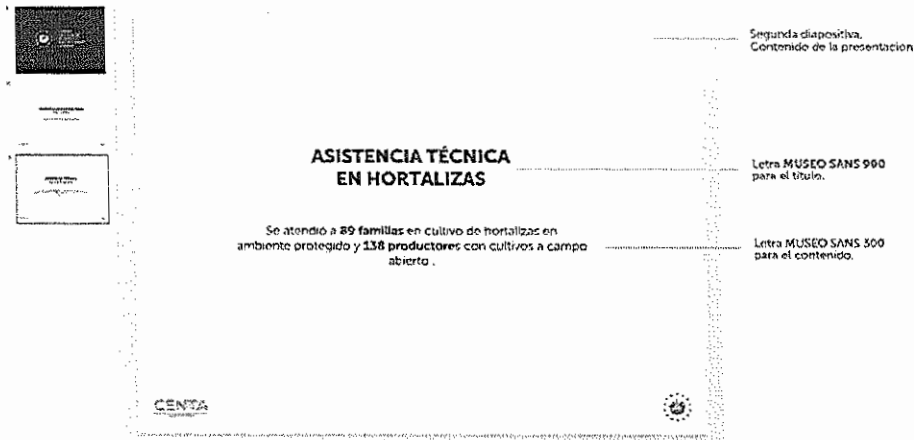 Segunda diapositiva.
Contenido de la presentación
ASISTENCIA TÉCNICA
EN HORTALIZAS
Letra MUSEO SANS 900
para el título.
Se atendió a 89 familias en cultivo de hortalizas en
ambiente protegido y 138 productores con cultivos a campo
abierto .
Letra MUSEO SANS 300
para el contenido.
CENTA